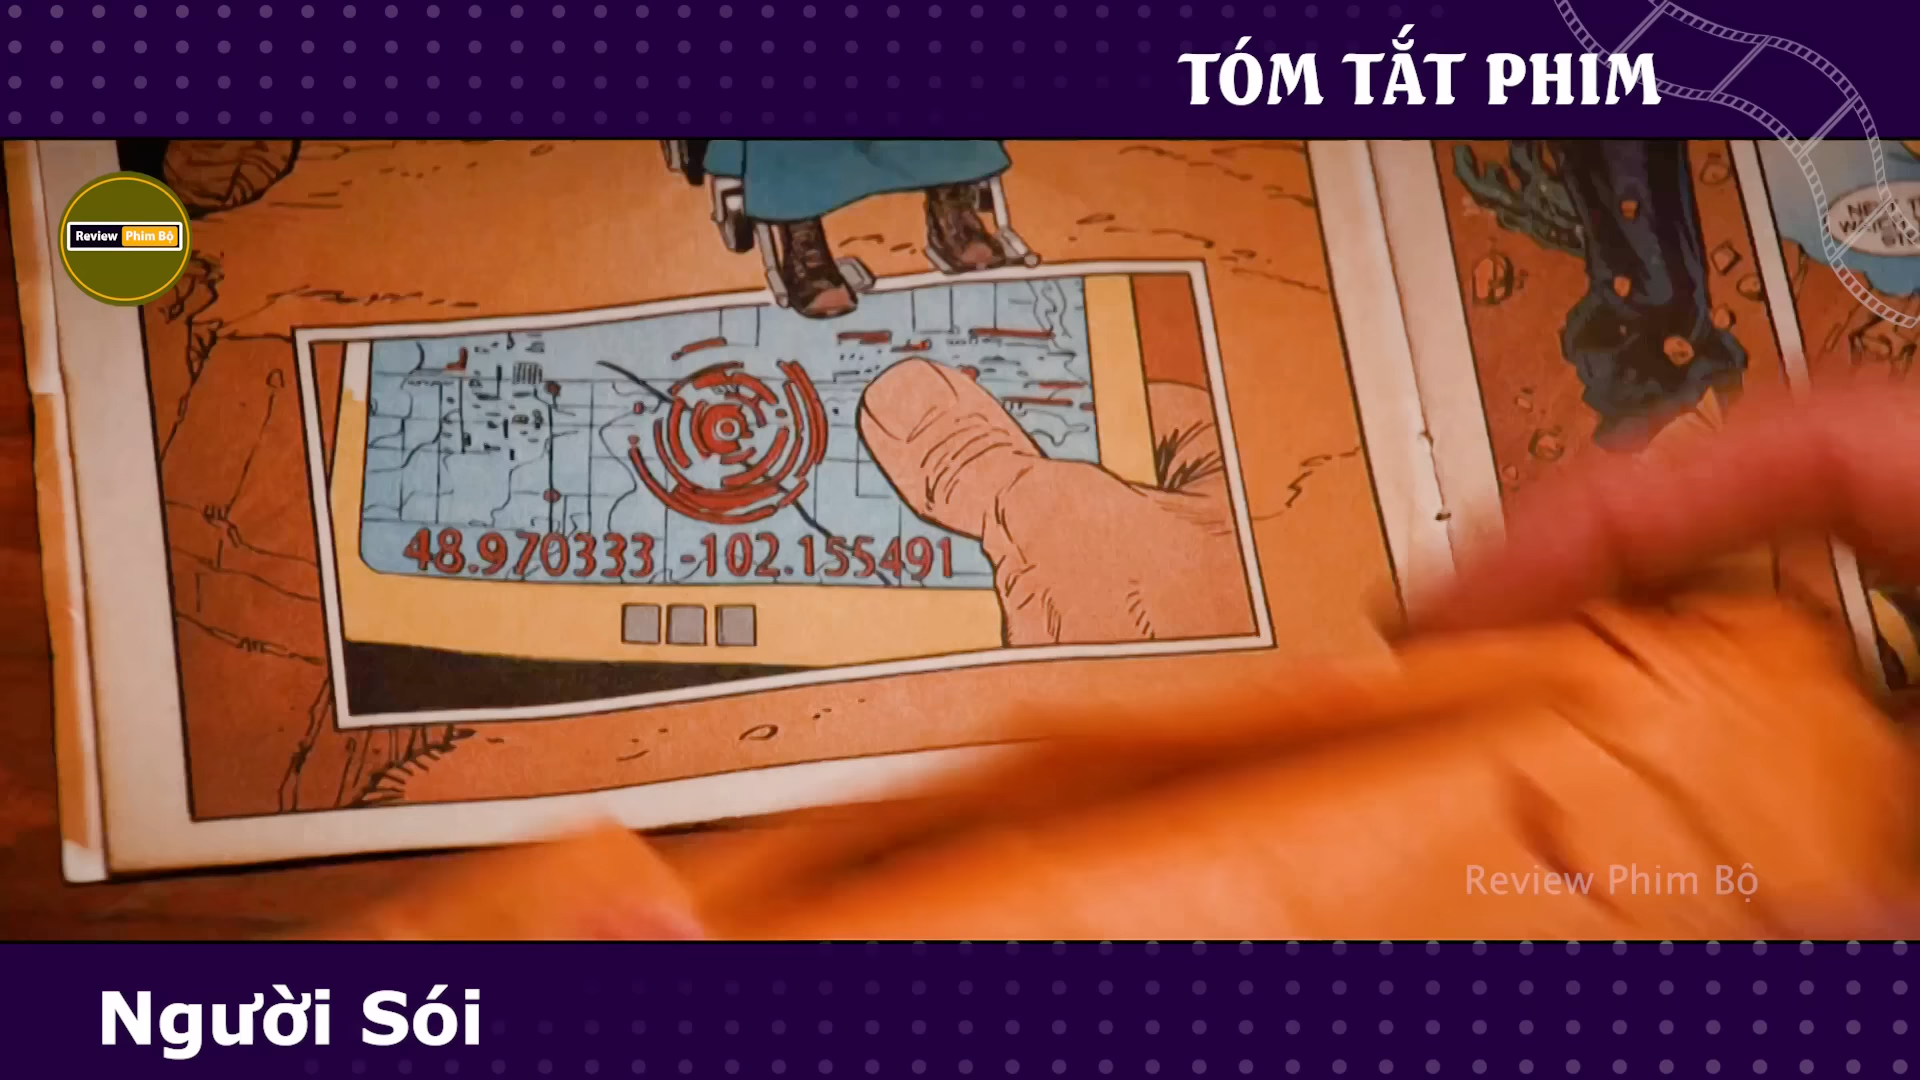 TÓM TẮT PHIM
Review Phim Bộ
48.970333 -102.155491
Review Phim Bộ
Người Sói